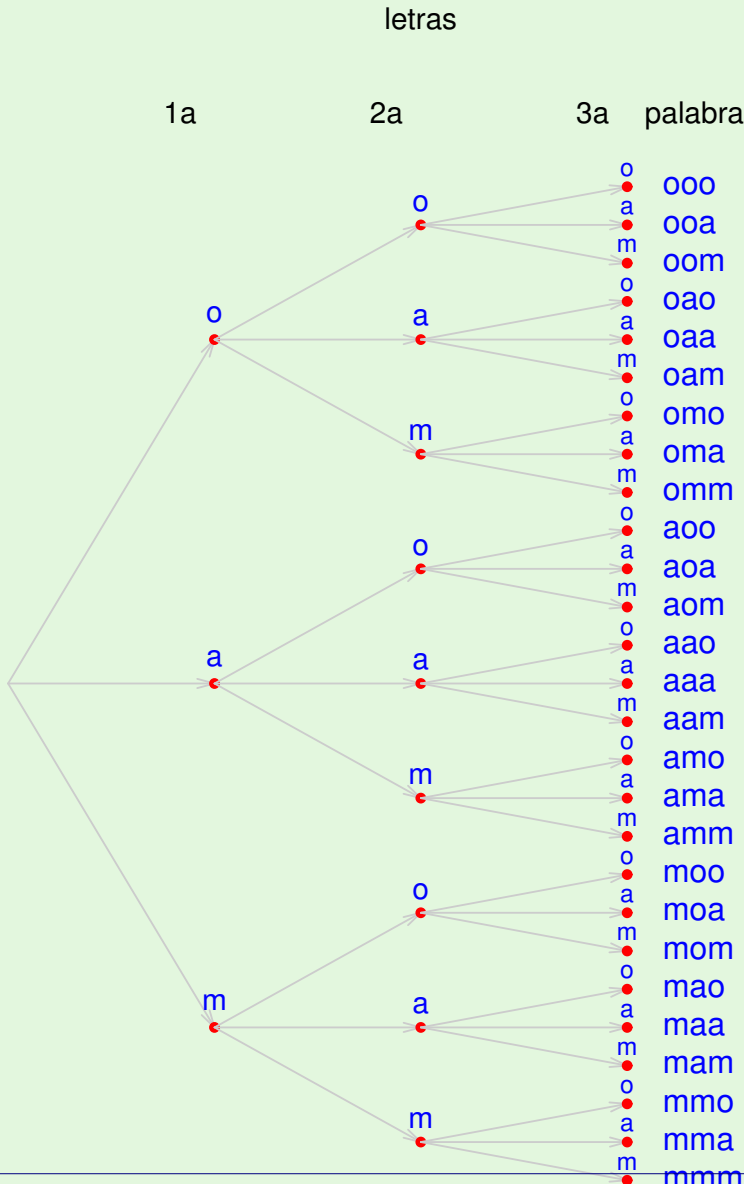 letras
1a 2a 3a palabra
o ooo
o a ooa
m oom
o o oao
a a oaa
m oam
m o omo
a oma
m omm
o aoo
o a aoa
m aom
a o aao
a a aaa
m aam
m o amo
a ama
m amm
o moo
o a moa
m mom
m o mao
a a maa
m mam
m o mmo
a mma
m mmm